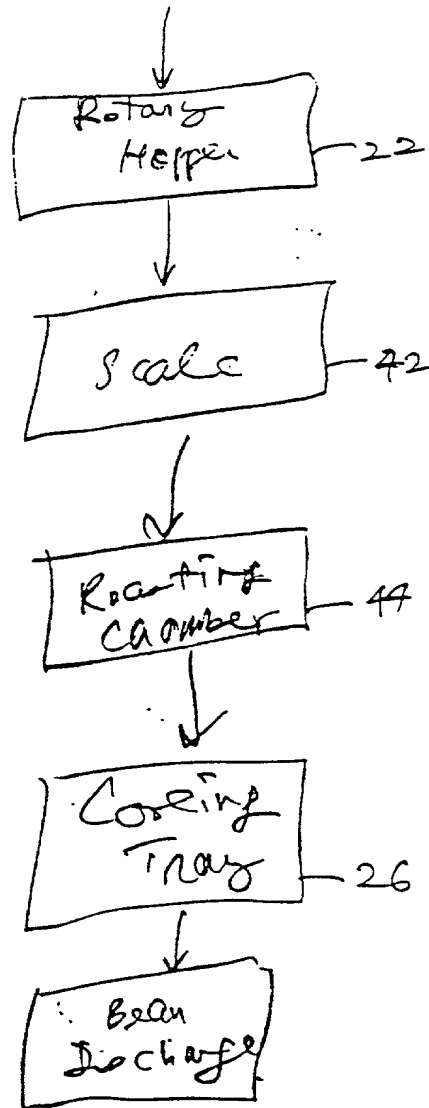 Rotary
Hopper
22
Scale
42
Roasting
Chamber
44
Cooling
Tray
26
Bean
Discharge